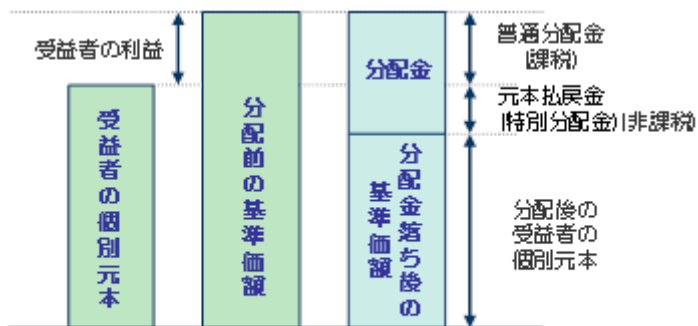 受益者の利益
受益者の個別元本
分配前の基準価額
分配金
分配金落ち後の
基準価額
普通分配金
(課税)
元本払戻金
(特別分配金)(非課税)
分配後の
受益者の
個別元本